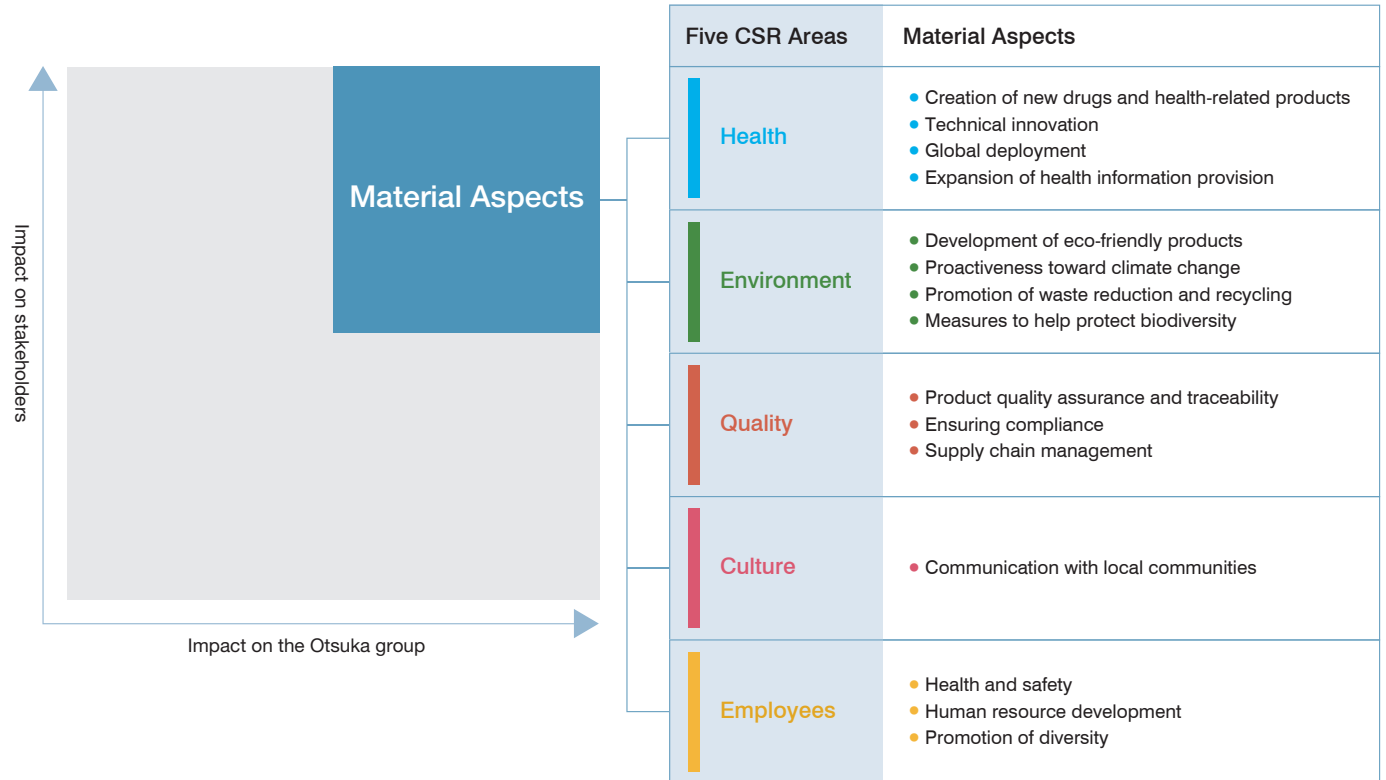 Impact on stakeholders
Material Aspects
Impact on the Otsuka group
Five CSR Areas
Material Aspects
Health
Creation of new drugs and health-related products
Technical innovation
Global deployment
Expansion of health information provision
Environment
Development of eco-friendly products
Proactiveness toward climate change
Promotion of waste reduction and recycling
Measures to help protect biodiversity
Quality
Product quality assurance and traceability
Ensuring compliance
Supply chain management
Culture
Communication with local communities
Employees
Health and safety
Human resource development
Promotion of diversity